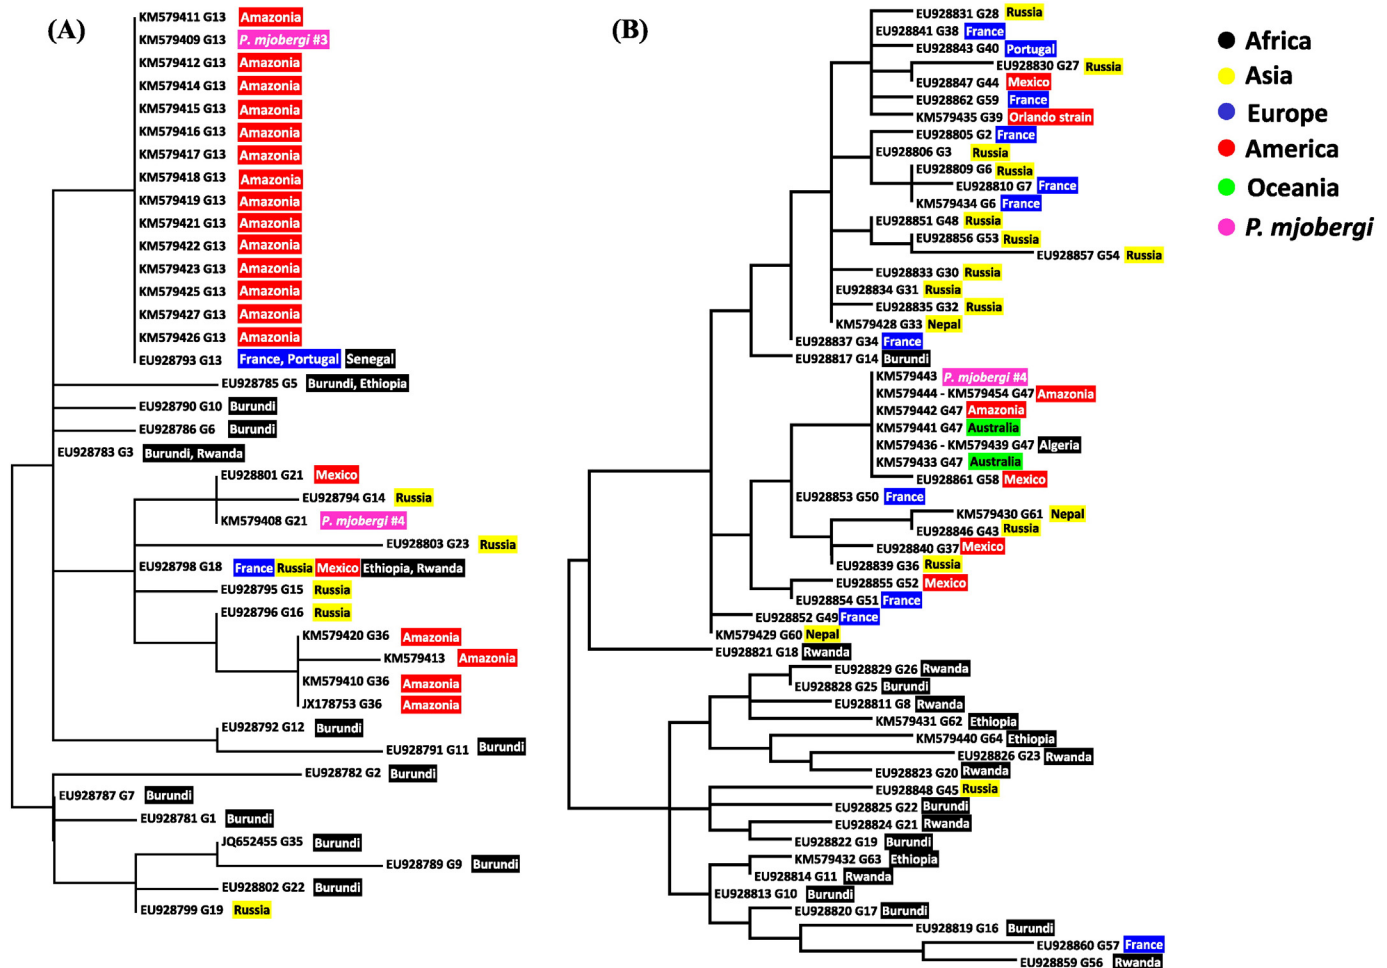 (A)
KM579411 G13 Amazonia
KM579409 G13 P. mjobergi #3
KM579412 G13 Amazonia
KM579414 G13 Amazonia
KM579415 G13 Amazonia
KM579416 G13 Amazonia
KM579417 G13 Amazonia
KM579418 G13 Amazonia
KM579419 G13 Amazonia
KM579421 G13 Amazonia
KM579422 G13 Amazonia
KM579423 G13 Amazonia
KM579425 G13 Amazonia
KM579427 G13 Amazonia
KM579426 G13 Amazonia
EU928793 G13 France, Portugal Senegal
EU928785 G5 Burundi, Ethiopia
EU928790 G10 Burundi
EU928786 G6 Burundi
EU928783 G3 Burundi, Rwanda
EU928801 G21 Mexico
EU928794 G14 Russia
KM579408 G21 P. mjobergi #4
EU928803 G23 Russia
EU928798 G18 France Russia Mexico Ethiopia, Rwanda
EU928795 G15 Russia
EU928796 G16 Russia
KM579420 G36 Amazonia
KM579413 Amazonia
KM579410 G36 Amazonia
JX178753 G36 Amazonia
EU928792 G12 Burundi
EU928791 G11 Burundi
EU928782 G2 Burundi
EU928787 G7 Burundi
EU928781 G1 Burundi
JQ652455 G35 Burundi
EU928789 G9 Burundi
EU928802 G22 Burundi
EU928799 G19 Russia
(B)
EU928831 G28 Russia
EU928841 G38 France
EU928843 G40 Portugal
EU928830 G27 Russia
EU928847 G44 Mexico
EU928862 G59 France
KM579435 G39 Orlando strain
EU928805 G2 France
EU928806 G3 Russia
EU928809 G6 Russia
EU928810 G7 France
KM579434 G6 France
EU928851 G48 Russia
EU928856 G53 Russia
EU928857 G54 Russia
EU928833 G30 Russia
EU928834 G31 Russia
EU928835 G32 Russia
KM579428 G33 Nepal
EU928837 G34 France
EU928817 G14 Burundi
KM579443 P. mjobergi #4
KM579444 - KM579454 G47 Amazonia
KM579442 G47 Amazonia
KM579441 G47 Australia
KM579436 - KM579439 G47 Algeria
KM579433 G47 Australia
EU928861 G58 Mexico
EU928853 G50 France
KM579430 G61 Nepal
EU928846 G43 Russia
EU928840 G37 Mexico
EU928839 G36 Russia
EU928855 G52 Mexico
EU928854 G51 France
EU928852 G49 France
KM579429 G60 Nepal
EU928821 G18 Rwanda
EU928829 G26 Rwanda
EU928828 G25 Burundi
EU928811 G8 Rwanda
KM579431 G62 Ethiopia
KM579440 G64 Ethiopia
EU928826 G23 Rwanda
EU928823 G20 Rwanda
EU928848 G45 Russia
EU928825 G22 Burundi
EU928824 G21 Rwanda
EU928822 G19 Burundi
KM579432 G63 Ethiopia
EU928814 G11 Rwanda
EU928813 G10 Burundi
EU928820 G17 Burundi
EU928819 G16 Burundi
EU928860 G57 France
EU928859 G56 Rwanda
Africa
Asia
Europe
America
Oceania
P. mjobergi